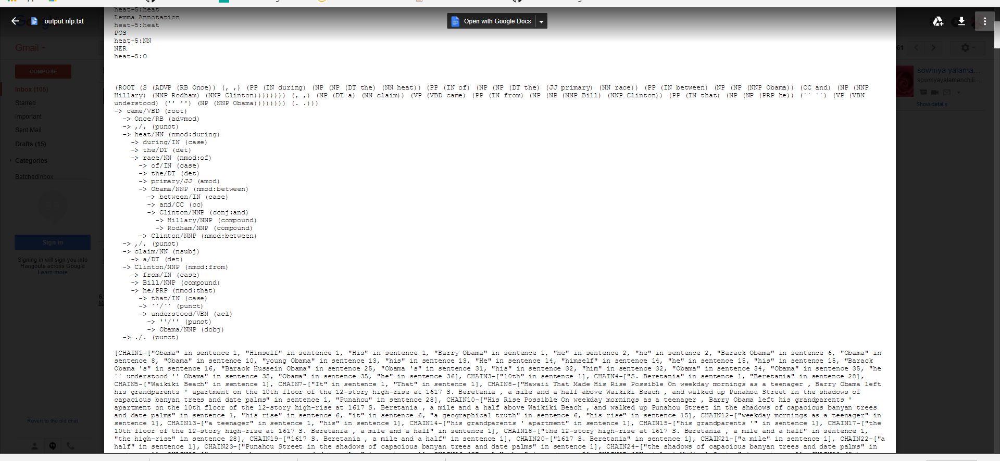 heat-5:heat
Lemma Annotation
output nlp.txt
Open with Google Docs
heat-5:heat
POS
heat-5:NN
NER
heat-5:O
Gmail
COMPOSE
Inbox (105)
Starred
Important
Sent Mail
Drafts (15)
Categories
BatchedInbox
Sign in
Signing in will sign you into
Hangouts across Google
Learn more
Revert to the old chat
61
sowmya yalama...
sowmyayalamanchili....
Show details
(ROOT (S (ADVP (RB Once)) (, ,) (PP (IN during) (NP (NP (DT the) (NN heat)) (PP (IN of) (NP (NP (DT the) (JJ primary) (NN race)) (PP (IN between) (NP (NP (NNP Obama)) (CC and) (NP (NNP
Hillary) (NNP Rodham) (NNP Clinton)))))))) (, ,) (NP (DT a) (NN claim)) (VP (VBD came) (PP (IN from) (NP (NP (NNP Bill) (NNP Clinton)) (PP (IN that) (NP (NP (PRP he)) (`` ``) (VP (VBN
understood) ('' '') (NP (NNP Obama)))))))) (. .)))
-> came/VBD (root)
-> Once/RB (advmod)
-> ,/, (punct)
-> heat/NN (nmod:during)
-> during/IN (case)
-> the/DT (det)
-> race/NN (nmod:of)
-> of/IN (case)
-> the/DT (det)
-> primary/JJ (amod)
-> Obama/NNP (nmod:between)
-> between/IN (case)
-> and/CC (cc)
-> Clinton/NNP (conj:and)
-> Hillary/NNP (compound)
-> Rodham/NNP (compound)
-> Clinton/NNP (nmod:between)
-> ,/, (punct)
-> claim/NN (nsubj)
-> a/DT (det)
-> Clinton/NNP (nmod:from)
-> from/IN (case)
-> Bill/NNP (compound)
-> he/PRP (nmod:that)
-> that/IN (case)
-> ``/`` (punct)
-> understood/VBN (acl)
-> ''/'' (punct)
-> Obama/NNP (dobj)
-> ./. (punct)
[CHAIN1-["Obama" in sentence 1, "Himself" in sentence 1, "His" in sentence 1, "Barry Obama" in sentence 1, "he" in sentence 2, "he" in sentence 2, "Barack Obama" in sentence 6, "Obama" in
sentence 8, "Obama" in sentence 10, "young Obama" in sentence 13, "his" in sentence 13, "He" in sentence 14, "himself" in sentence 14, "he" in sentence 15, "his" in sentence 15, "Barack
Obama 's" in sentence 16, "Barack Hussein Obama" in sentence 25, "Obama 's" in sentence 31, "his" in sentence 32, "him" in sentence 32, "Obama" in sentence 34, "Obama" in sentence 35, "he
`` understood '' Obama" in sentence 35, "Obama" in sentence 35, "he" in sentence 36], CHAIN3-["10th" in sentence 1], CHAIN4-["S. Beretania" in sentence 1, "Beretania" in sentence 28],
CHAIN5-["Waikiki Beach" in sentence 1], CHAIN7-["It" in sentence 1, "That" in sentence 1], CHAIN8-["Hawaii That Made His Rise Possible On weekday mornings as a teenager , Barry Obama left
his grandparents ' apartment on the 10th floor of the 12-story high-rise at 1617 S. Beretania , a mile and a half above Waikiki Beach , and walked up Punahou Street in the shadows of
capacious banyan trees and date palms" in sentence 1, "Punahou" in sentence 28], CHAIN10-["His Rise Possible On weekday mornings as a teenager , Barry Obama left his grandparents '
apartment on the 10th floor of the 12-story high-rise at 1617 S. Beretania , a mile and a half above Waikiki Beach , and walked up Punahou Street in the shadows of capacious banyan trees
and date palms" in sentence 1, "his rise" in sentence 6, "it" in sentence 6, "a geographical truth" in sentence 6, "his rise" in sentence 15], CHAIN12-["weekday mornings as a teenager" in
sentence 1], CHAIN13-["a teenager" in sentence 1, "his" in sentence 1], CHAIN14-["his grandparents ' apartment" in sentence 1], CHAIN15-["his grandparents '" in sentence 1], CHAIN17-["the
10th floor of the 12-story high-rise at 1617 S. Beretania , a mile and a half" in sentence 1], CHAIN18-["the 12-story high-rise at 1617 S. Beretania , a mile and a half" in sentence 1,
"the high-rise" in sentence 28], CHAIN19-["1617 S. Beretania , a mile and a half" in sentence 1], CHAIN20-["1617 S. Beretania" in sentence 1], CHAIN21-["a mile" in sentence 1], CHAIN22-["a
half" in sentence 1], CHAIN23-["Punahou Street in the shadows of capacious banyan trees and date palms" in sentence 1], CHAIN24-["the shadows of capacious banyan trees and date palms" in